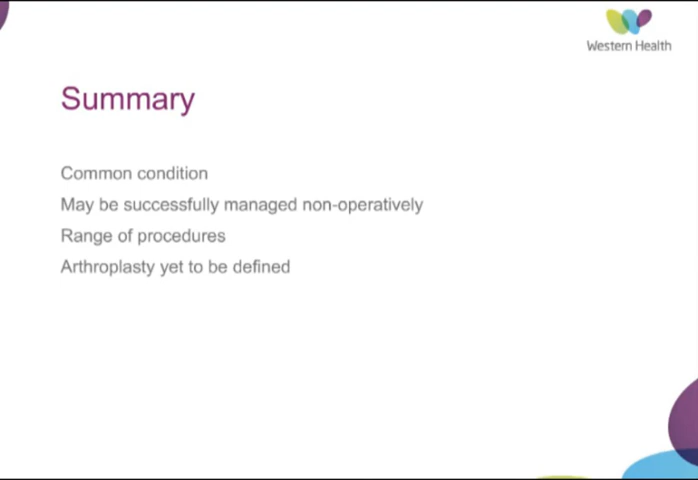 Western Health
Summary
Common condition
May be successfully managed non-operatively
Range of procedures
Arthroplasty yet to be defined